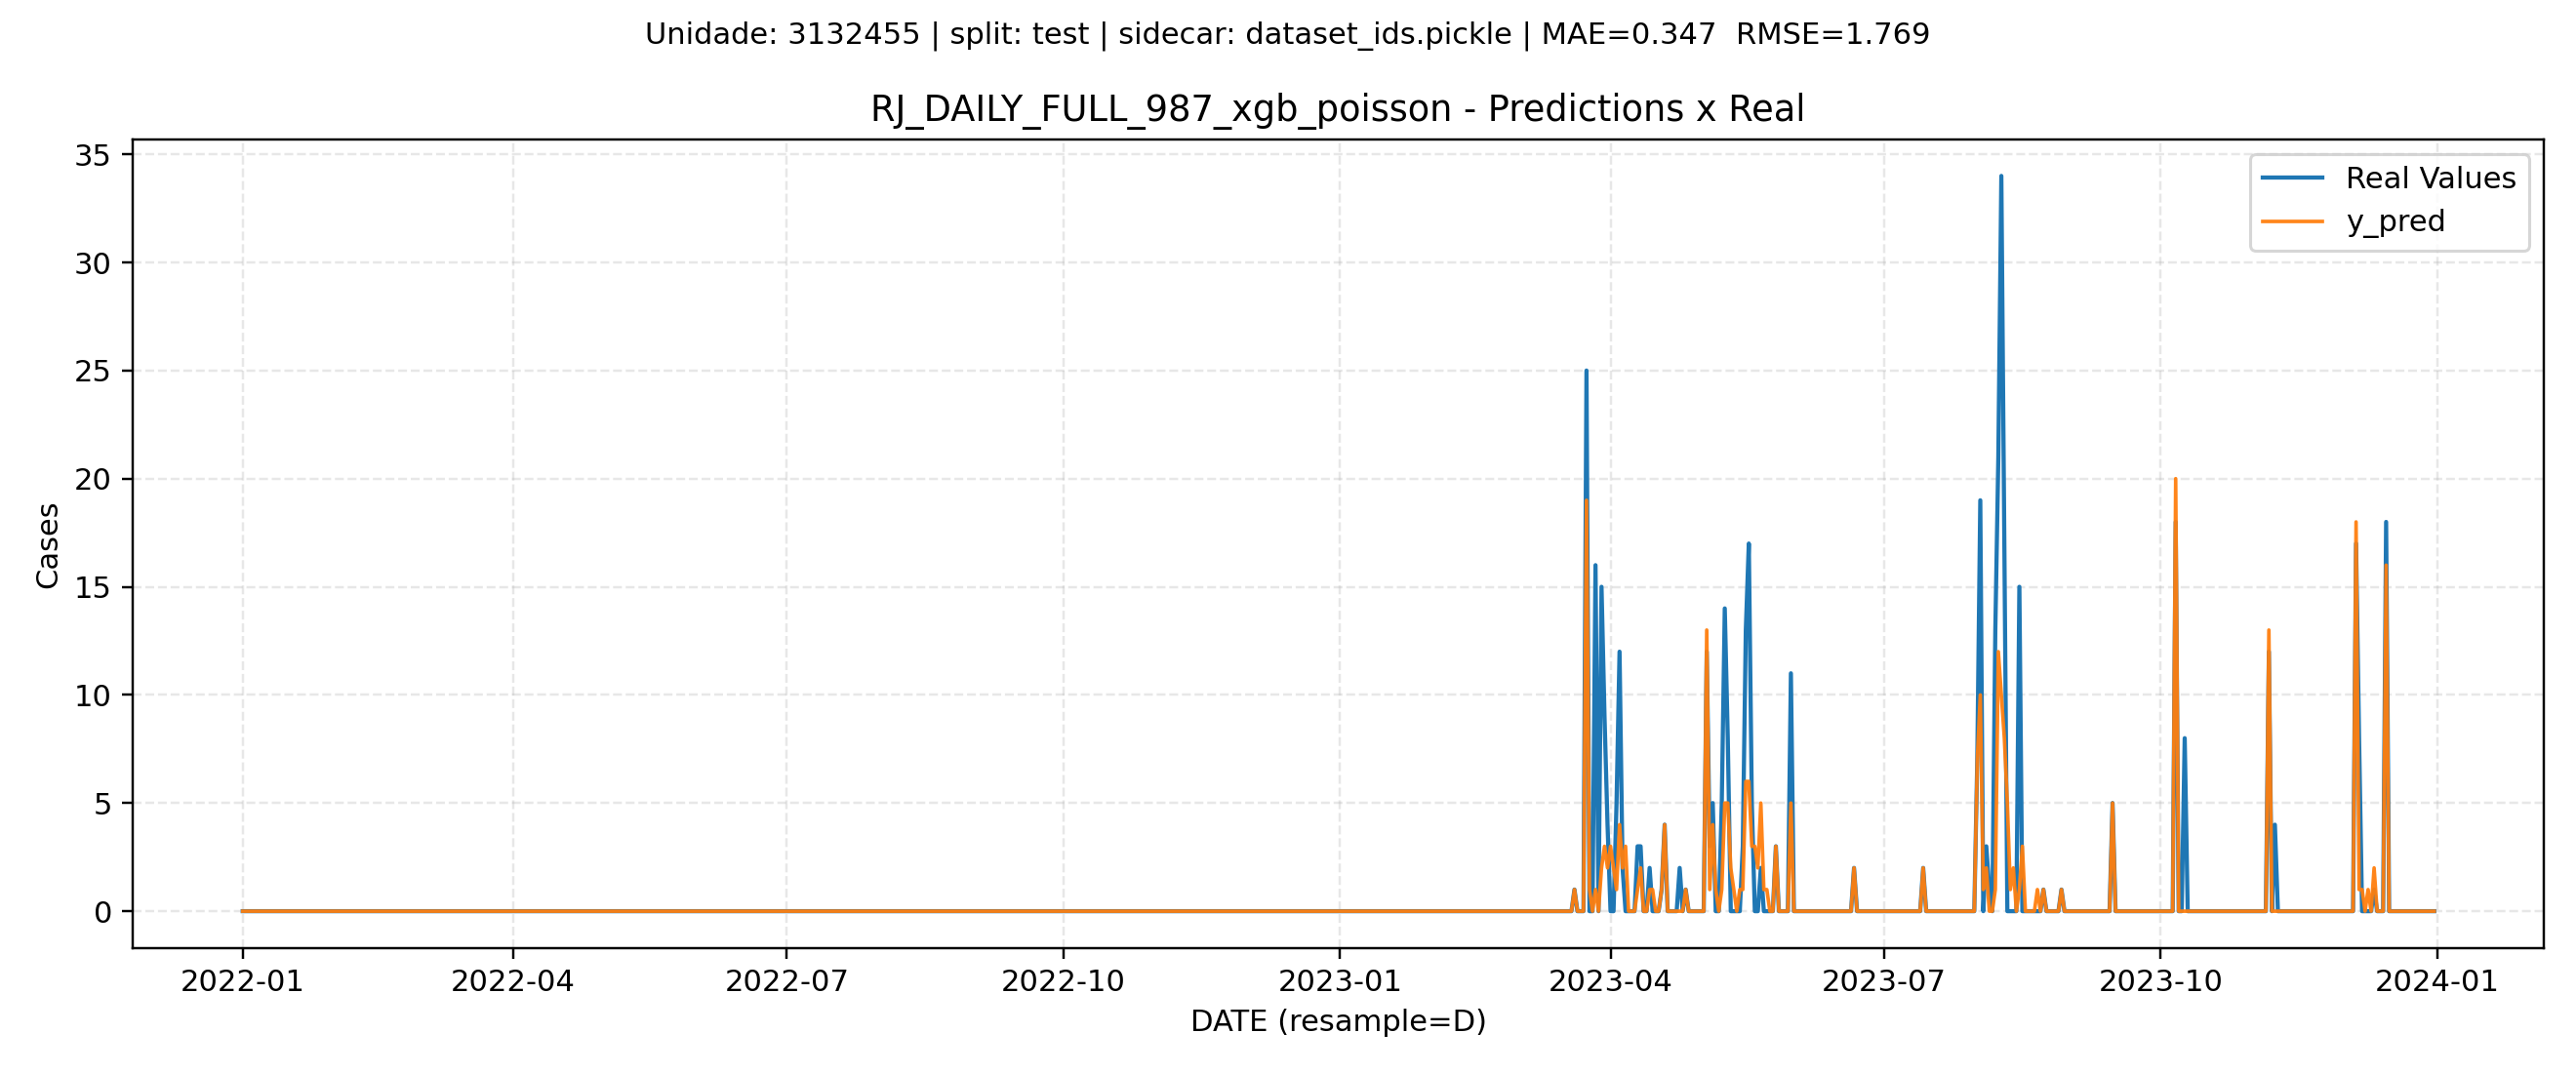 Unidade: 3132455 | split: test | sidecar: dataset_ids.pickle | MAE=0.347  RMSE=1.769
RJ_DAILY_FULL_987_xgb_poisson - Predictions x Real
35
30
25
20
15
10
5
0
Cases
Real Values
y_pred
2022-01
2022-04
2022-07
2022-10
2023-01
2023-04
2023-07
2023-10
2024-01
DATE (resample=D)